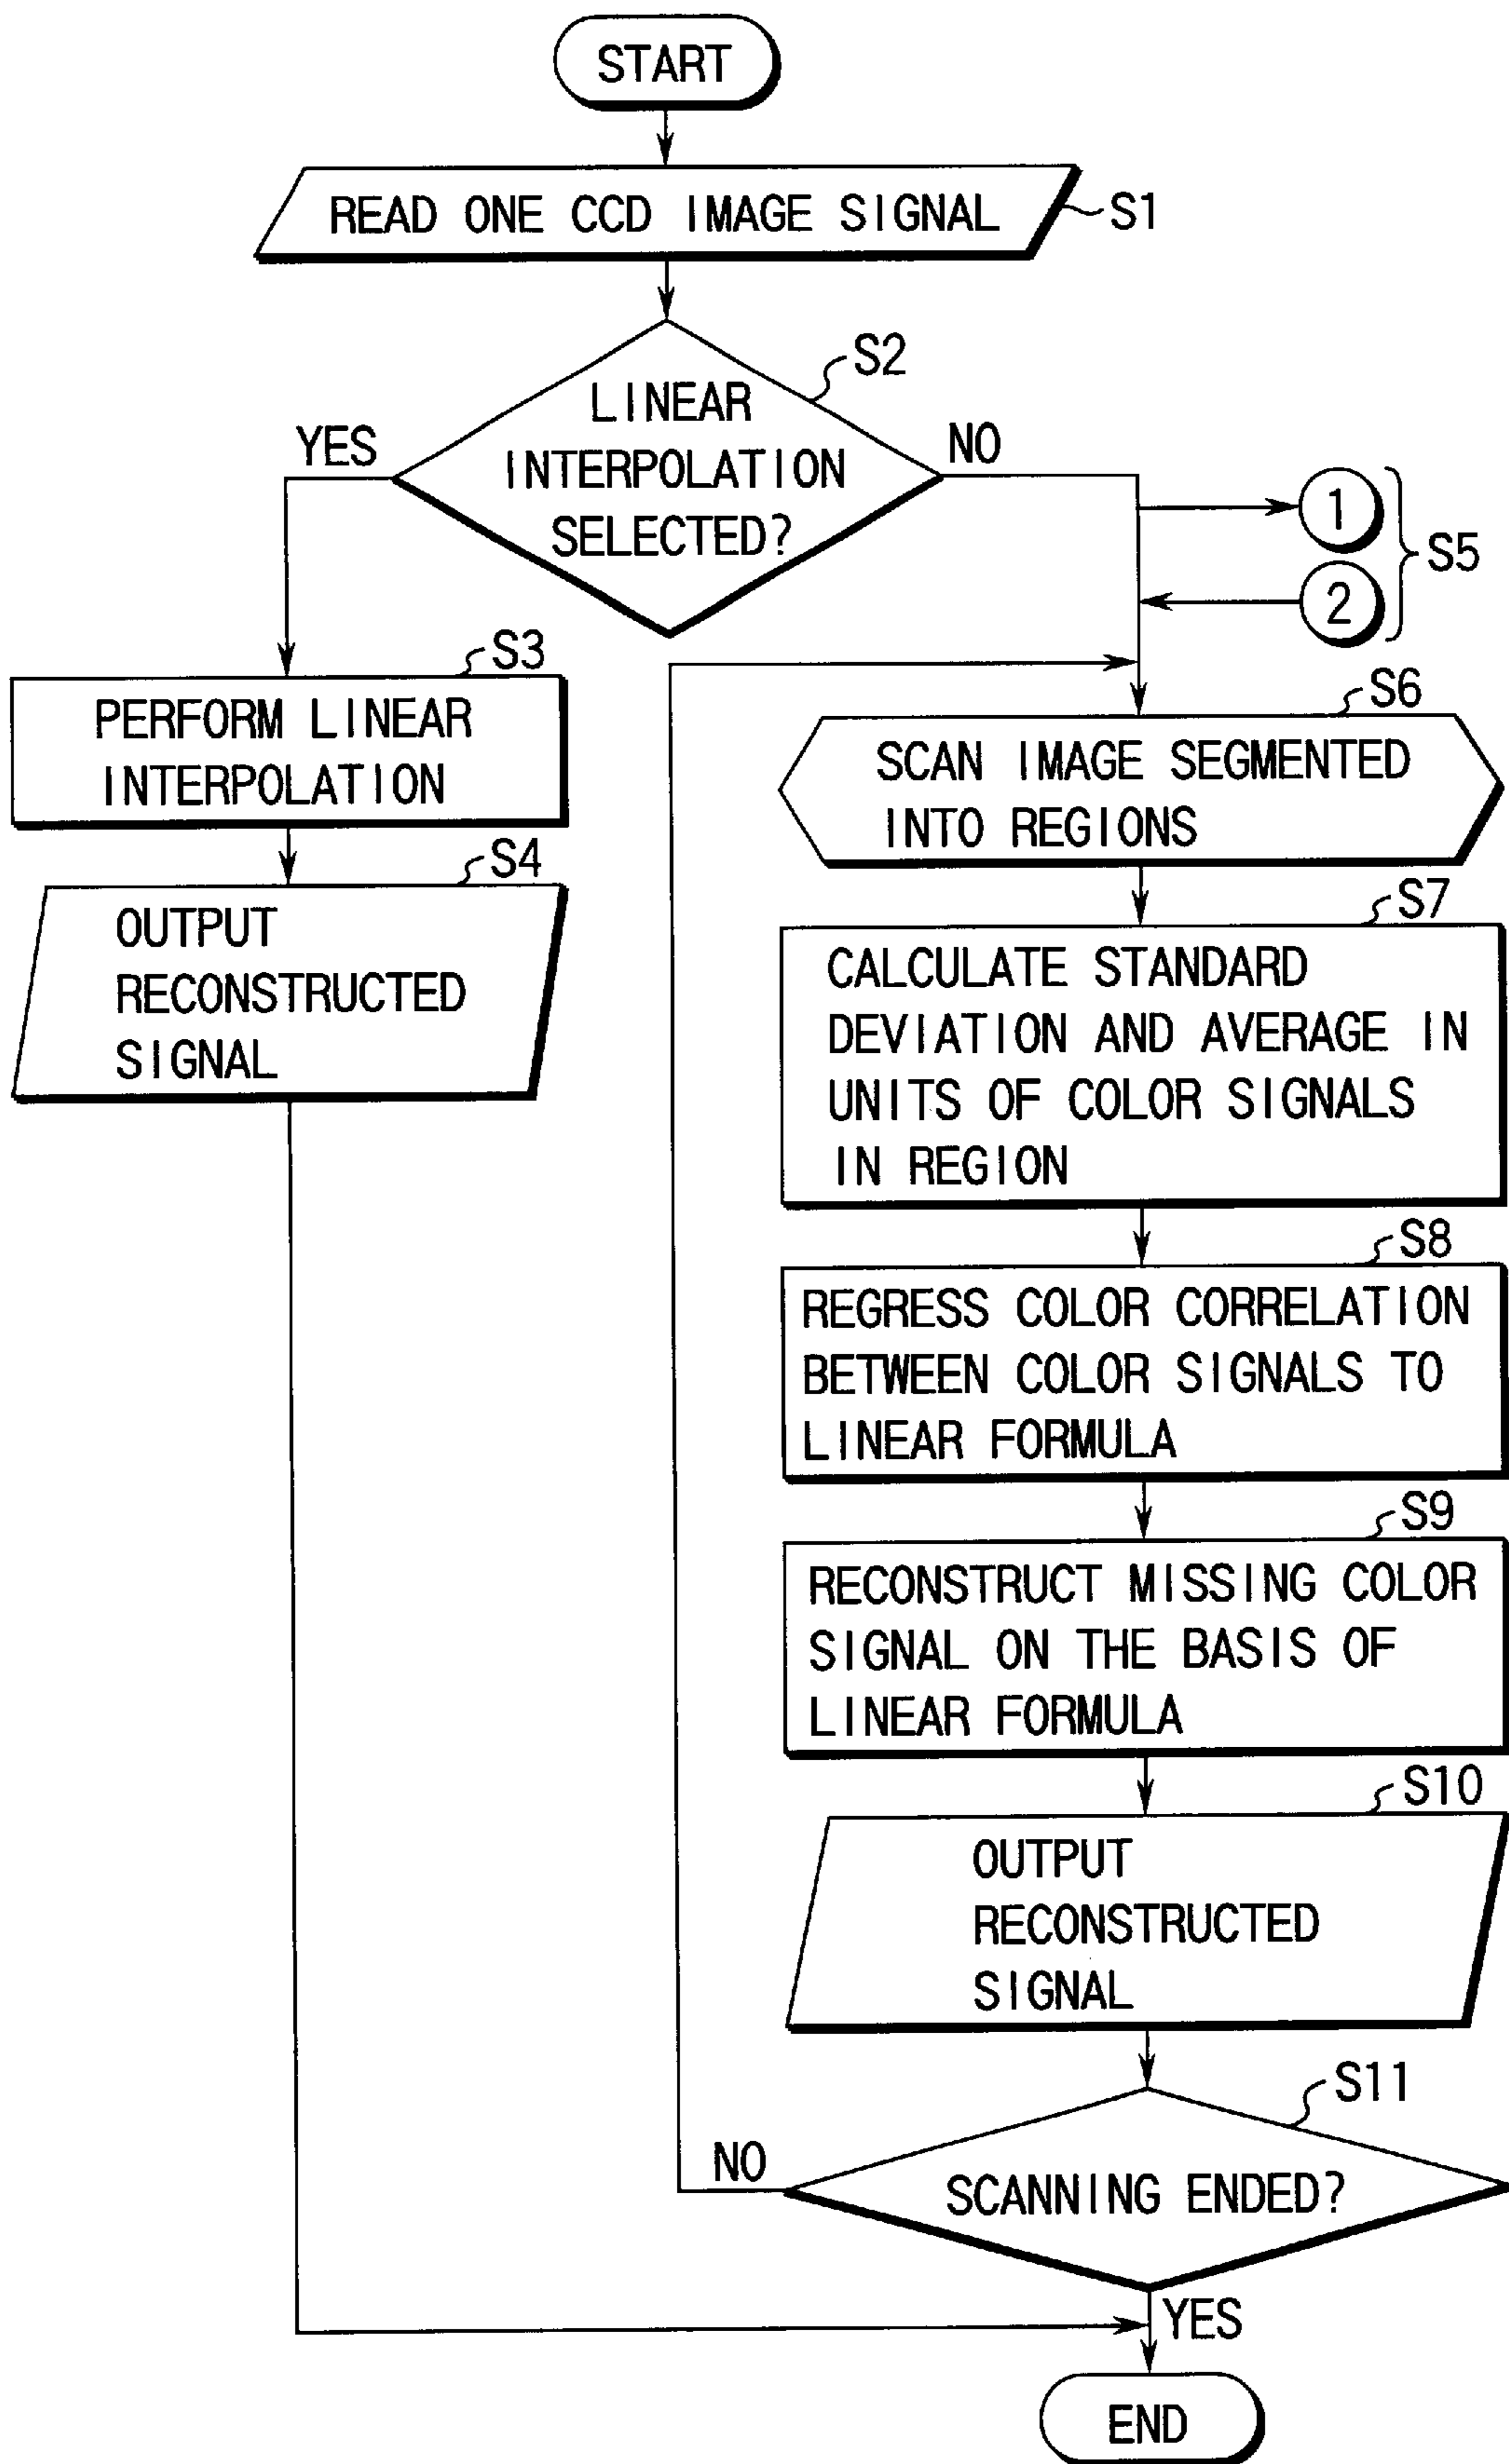 START
READ ONE CCD IMAGE SIGNAL
S1
S2
LINEAR
INTERPOLATION
SELECTED?
YES
NO
1
2
S5
S3
PERFORM LINEAR
INTERPOLATION
S4
OUTPUT
RECONSTRUCTED
SIGNAL
S6
SCAN IMAGE SEGMENTED
INTO REGIONS
S7
CALCULATE STANDARD
DEVIATION AND AVERAGE IN
UNITS OF COLOR SIGNALS
IN REGION
S8
REGRESS COLOR CORRELATION
BETWEEN COLOR SIGNALS TO
LINEAR FORMULA
S9
RECONSTRUCT MISSING COLOR
SIGNAL ON THE BASIS OF
LINEAR FORMULA
S10
OUTPUT
RECONSTRUCTED
SIGNAL
S11
NO
SCANNING ENDED?
YES
END